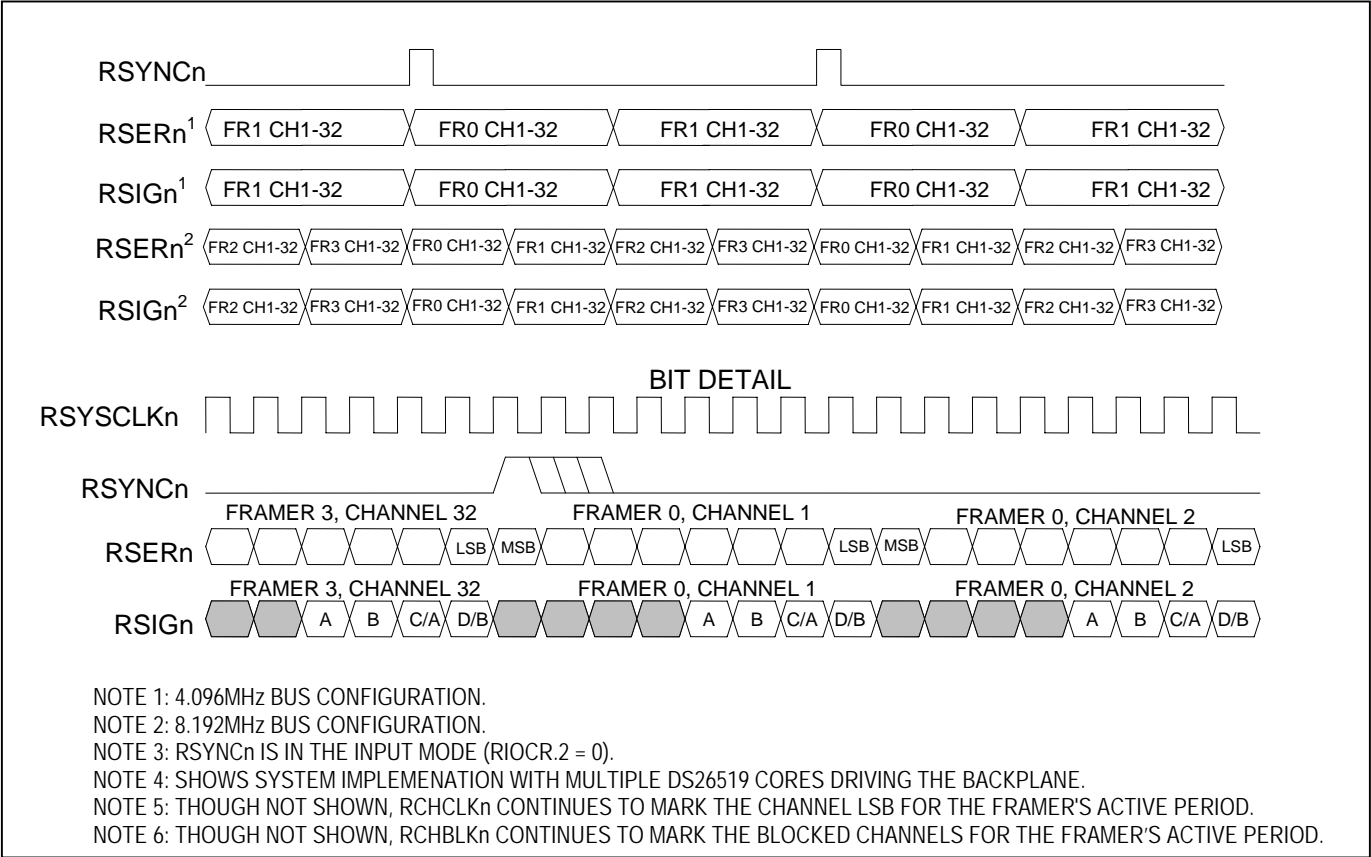 RSYNCn
RSERn1 FR1 CH1-32 FR0 CH1-32 FR1 CH1-32 FR0 CH1-32 FR1 CH1-32
RSIGn1 FR1 CH1-32 FR0 CH1-32 FR1 CH1-32 FR0 CH1-32 FR1 CH1-32
RSERn2 FR2 CH1-32 FR3 CH1-32 FR0 CH1-32 FR1 CH1-32 FR2 CH1-32 FR3 CH1-32 FR0 CH1-32 FR1 CH1-32 FR2 CH1-32 FR3 CH1-32
RSIGn2 FR2 CH1-32 FR3 CH1-32 FR0 CH1-32 FR1 CH1-32 FR2 CH1-32 FR3 CH1-32 FR0 CH1-32 FR1 CH1-32 FR2 CH1-32 FR3 CH1-32
BIT DETAIL
RSYSCLKn
RSYNCn
FRAMER 3, CHANNEL 32 FRAMER 0, CHANNEL 1 FRAMER 0, CHANNEL 2
RSERn LSB MSB LSB MSB LSB
FRAMER 3, CHANNEL 32 FRAMER 0, CHANNEL 1 FRAMER 0, CHANNEL 2
RSIGn A B C/A D/B A B C/A D/B A B C/A D/B
NOTE 1: 4.096MHz BUS CONFIGURATION.
NOTE 2: 8.192MHz BUS CONFIGURATION.
NOTE 3: RSYNCn IS IN THE INPUT MODE (RIOCR.2 = 0).
NOTE 4: SHOWS SYSTEM IMPLEMENATION WITH MULTIPLE DS26519 CORES DRIVING THE BACKPLANE.
NOTE 5: THOUGH NOT SHOWN, RCHCLKn CONTINUES TO MARK THE CHANNEL LSB FOR THE FRAMER'S ACTIVE PERIOD.
NOTE 6: THOUGH NOT SHOWN, RCHBLKn CONTINUES TO MARK THE BLOCKED CHANNELS FOR THE FRAMER’S ACTIVE PERIOD.